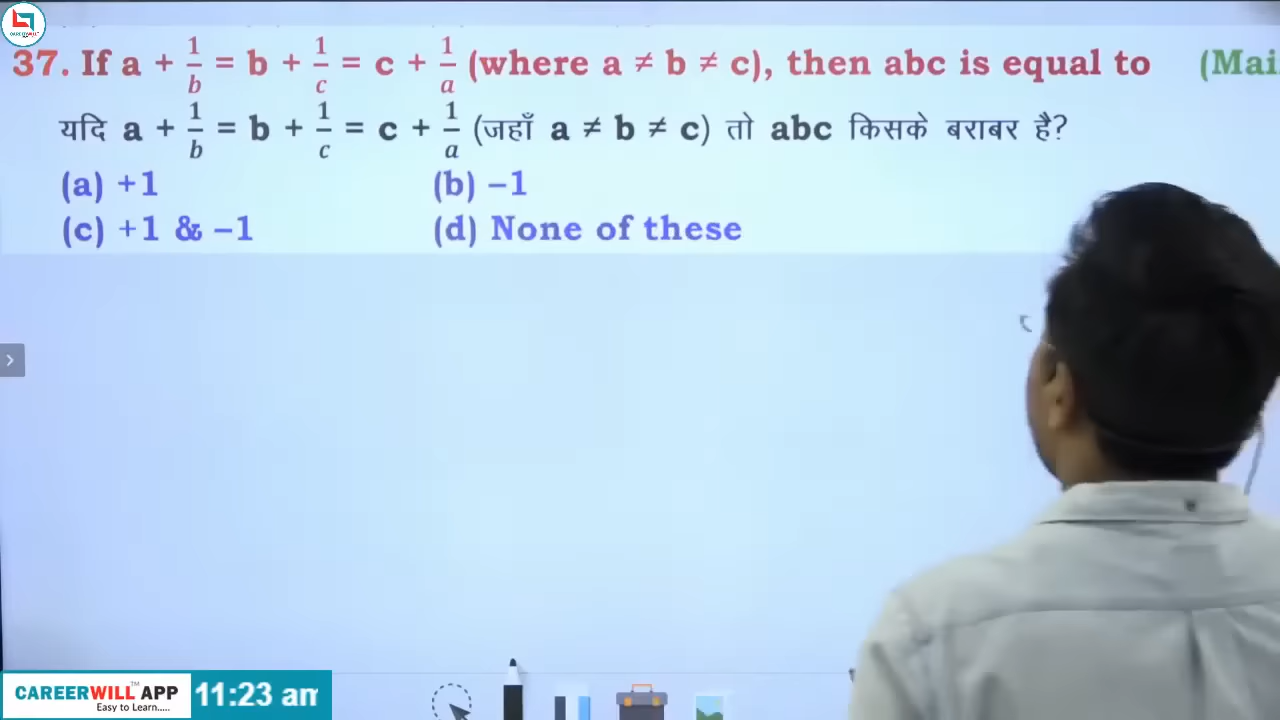 37. If a + 1/b = b + 1/c = c + 1/a (where a ≠ b ≠ c), then abc is equal to (Mai
यदि a + 1/b = b + 1/c = c + 1/a (जहाँ a ≠ b ≠ c) तो abc किसके बराबर है?
(a) +1 (b) −1
(c) +1 & −1 (d) None of these
CAREERWILL APP™
Easy to Learn.....
11:23 am